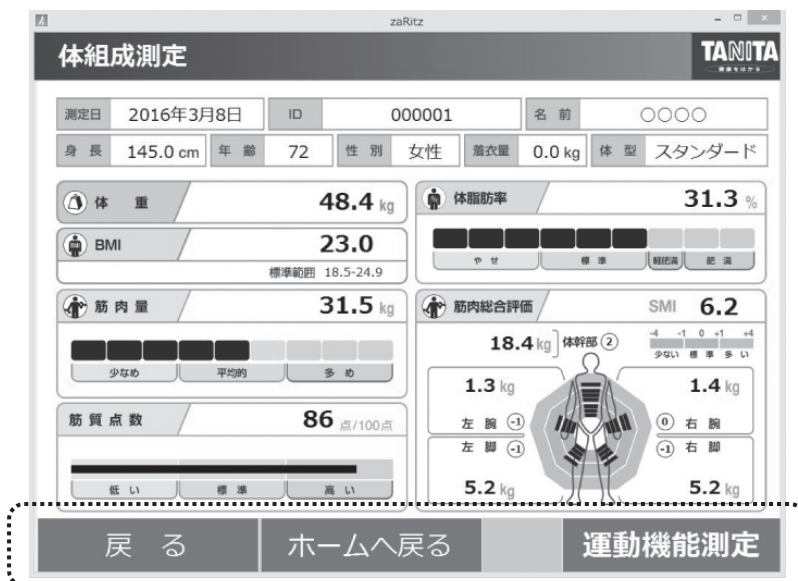 zaRitz
体組成測定
TANITA
健康をはかる
測定日 2016年3月8日 ID 000001 名 前 ○○○○
身 長 145.0 cm 年 齢 72 性 別 女性 着衣量 0.0 kg 体 型 スタンダード
体 重 48.4 kg
BMI 23.0
標準範囲 18.5-24.9
体脂肪率 31.3 %
や せ 標 準 軽肥満 肥 満
筋 肉 量 31.5 kg
少なめ 平均的 多 め
筋 質 点 数 86 点/100点
低 い 標 準 高 い
筋肉総合評価 SMI 6.2
-4 -1 0 +1 +4
少ない 標 準 多 い
18.4 kg 体幹部 2
1.3 kg 1.4 kg
左 腕 -1 0 右 腕
左 脚 -1 -1 右 脚
5.2 kg 5.2 kg
戻 る ホームへ戻る 運動機能測定